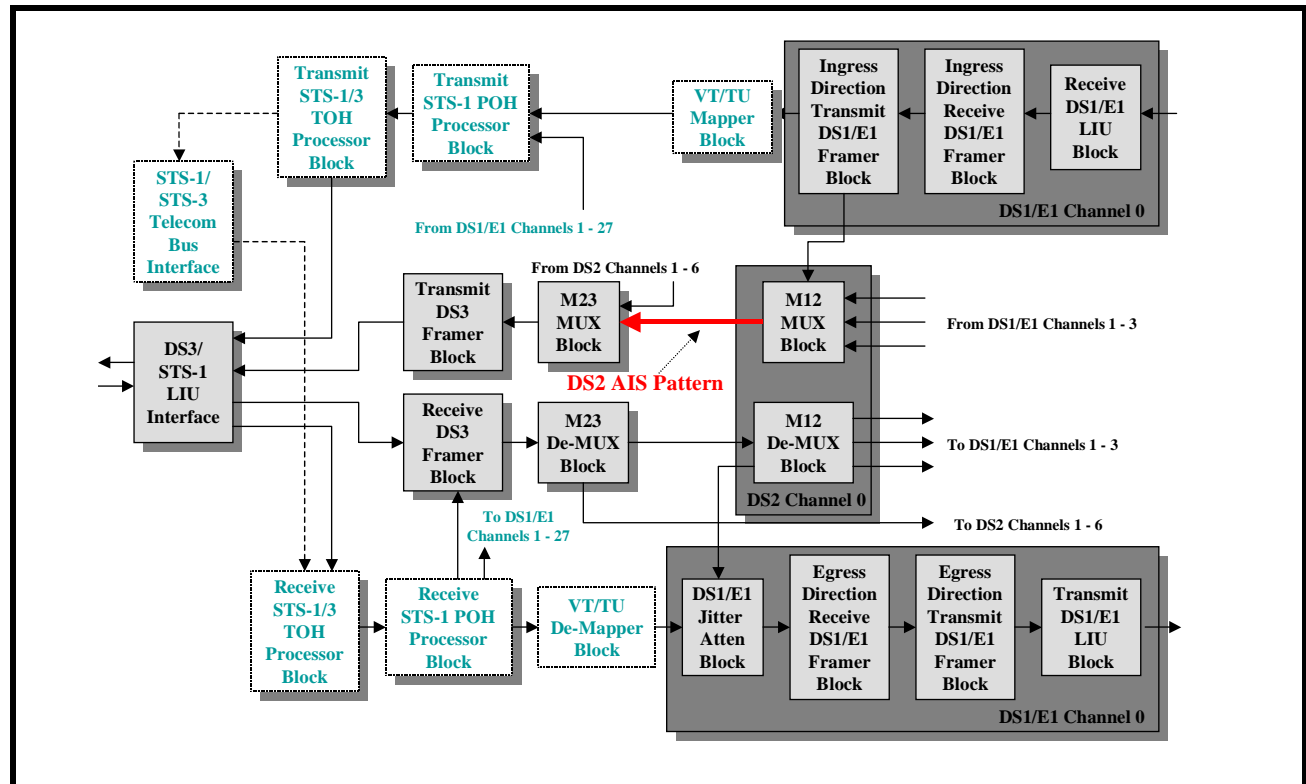 Transmit
STS-1/3
TOH
Processor
Block
Transmit
STS-1 POH
Processor
Block
VT/TU
Mapper
Block
Ingress
Direction
Transmit
DS1/E1
Framer
Block
Ingress
Direction
Receive
DS1/E1
Framer
Block
Receive
DS1/E1
LIU
Block
DS1/E1 Channel 0
STS-1/
STS-3
Telecom
Bus
Interface
From DS1/E1 Channels 1 - 27
From DS2 Channels 1 - 6
Transmit
DS3
Framer
Block
M23
MUX
Block
M12
MUX
Block
From DS1/E1 Channels 1 - 3
DS2 AIS Pattern
DS3/
STS-1
LIU
Interface
Receive
DS3
Framer
Block
M23
De-MUX
Block
M12
De-MUX
Block
To DS1/E1 Channels 1 - 3
DS2 Channel 0
To DS1/E1
Channels 1 - 27
To DS2 Channels 1 - 6
Receive
STS-1/3
TOH
Processor
Block
Receive
STS-1 POH
Processor
Block
VT/TU
De-Mapper
Block
DS1/E1
Jitter
Atten
Block
Egress
Direction
Receive
DS1/E1
Framer
Block
Egress
Direction
Transmit
DS1/E1
Framer
Block
Transmit
DS1/E1
LIU
Block
DS1/E1 Channel 0